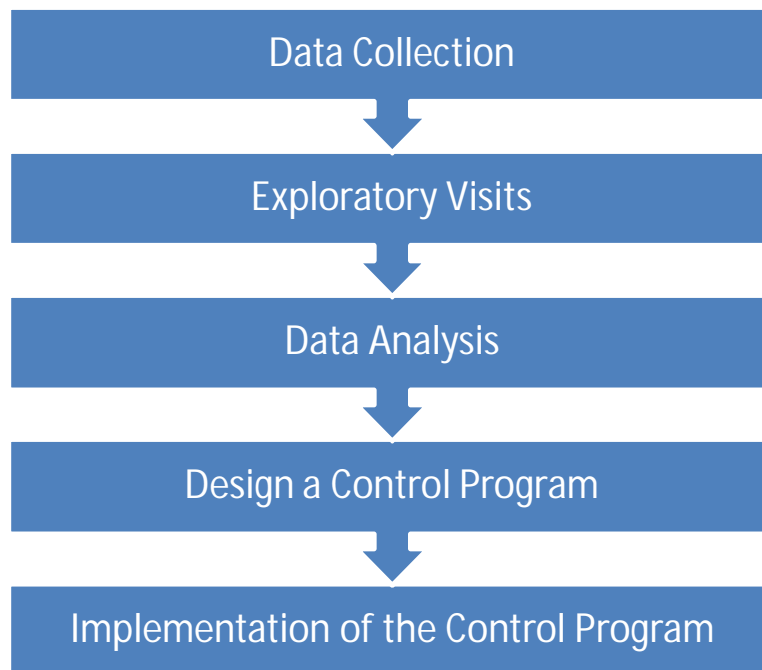 Data Collection
Exploratory Visits
Data Analysis
Design a Control Program
Implementation of the Control Program